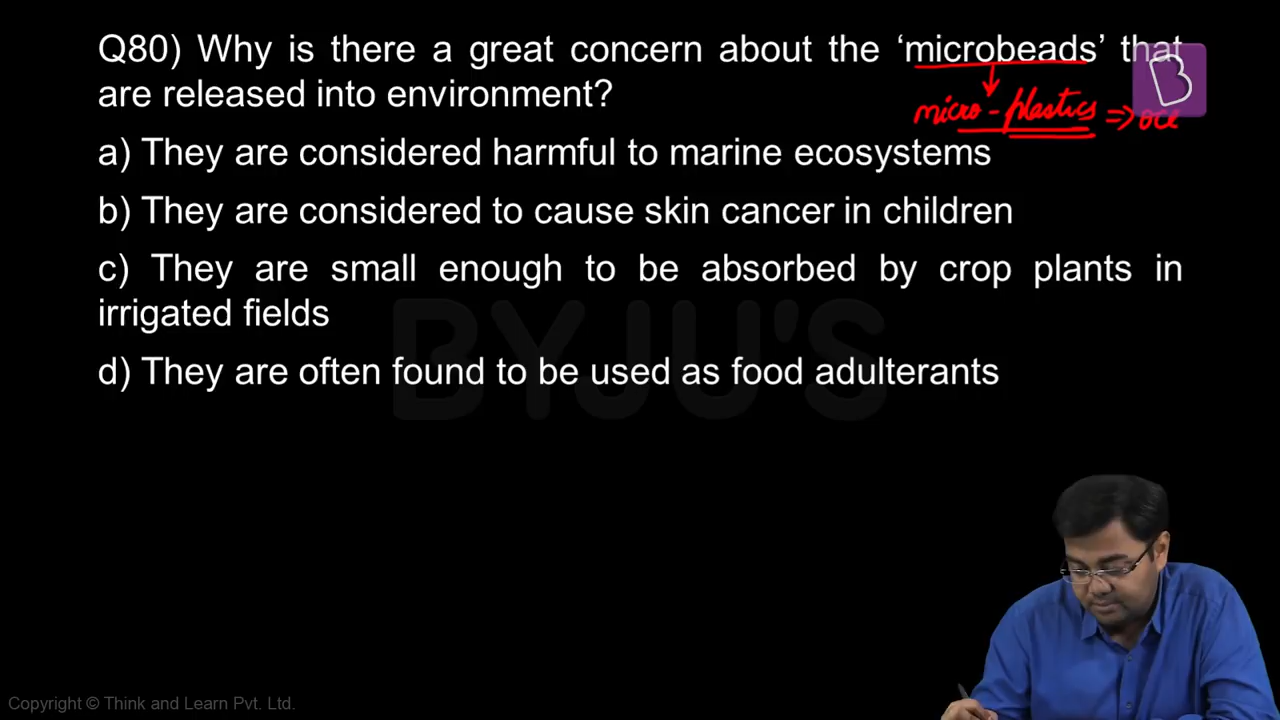 Q80) Why is there a great concern about the ‘microbeads’ that
are released into environment?
micro-plastics ⇒ oce
a) They are considered harmful to marine ecosystems
b) They are considered to cause skin cancer in children
c) They are small enough to be absorbed by crop plants in
irrigated fields
d) They are often found to be used as food adulterants
BYJU'S
B
Copyright © Think and Learn Pvt. Ltd.